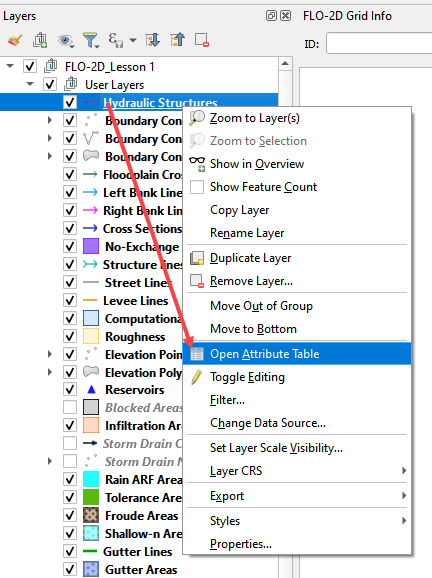 Layers
FLO-2D Grid Info
ID:
FLO-2D_Lesson 1
User Layers
Hydraulic Structures
Boundary Con
Boundary Con
Boundary Con
Floodplain Cros
Left Bank Line
Right Bank Lin
Cross Sections
No-Exchange
Structure lines
Street Lines
Levee Lines
Computational
Roughness
Elevation Poin
Elevation Poly
Reservoirs
Blocked Areas
Infiltration Are
Storm Drain C
Storm Drain N
Rain ARF Area
Tolerance Area
Froude Areas
Shallow-n Area
Gutter Lines
Gutter Areas
Zoom to Layer(s)
Zoom to Selection
Show in Overview
Show Feature Count
Copy Layer
Rename Layer
Duplicate Layer
Remove Layer...
Move Out of Group
Move to Bottom
Open Attribute Table
Toggle Editing
Filter...
Change Data Source...
Set Layer Scale Visibility...
Layer CRS
Export
Styles
Properties...